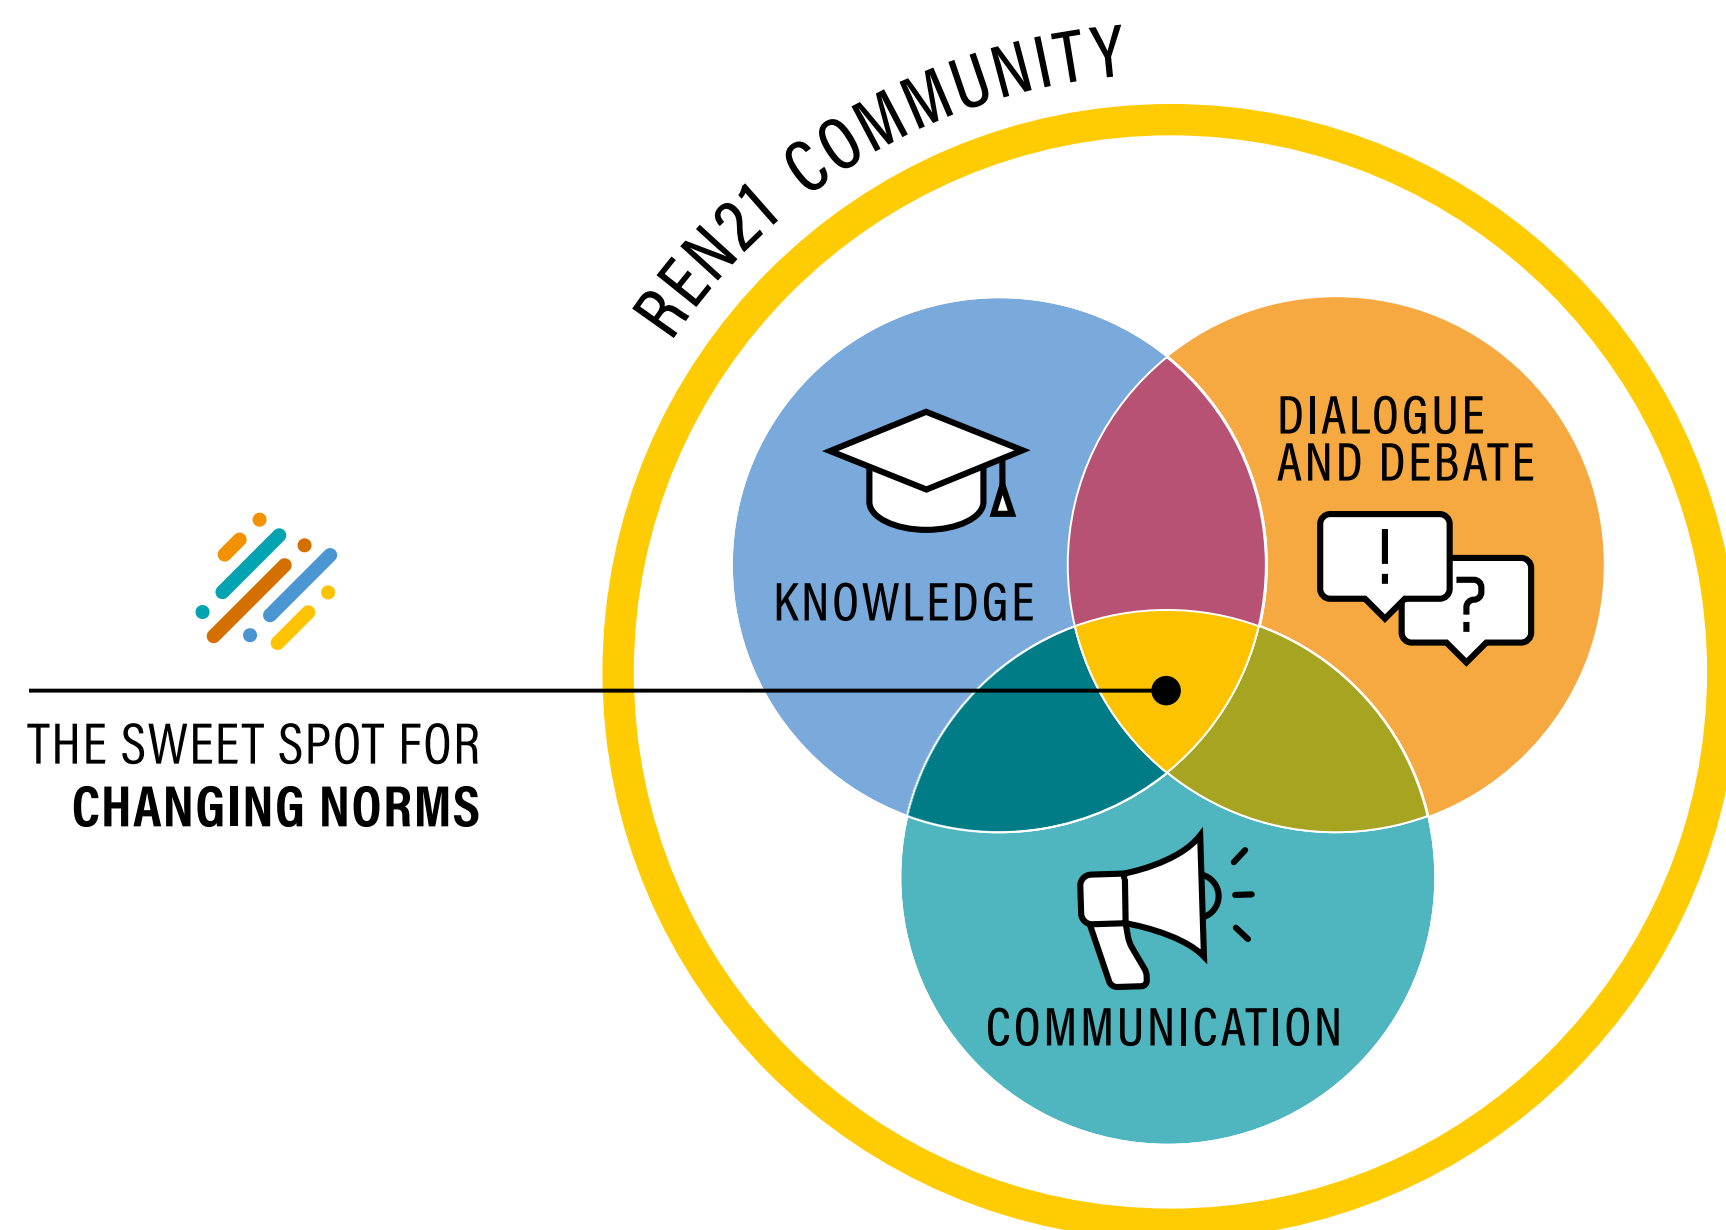 REN21 COMMUNITY
KNOWLEDGE
DIALOGUE
AND DEBATE
!
?
THE SWEET SPOT FOR
CHANGING NORMS
COMMUNICATION